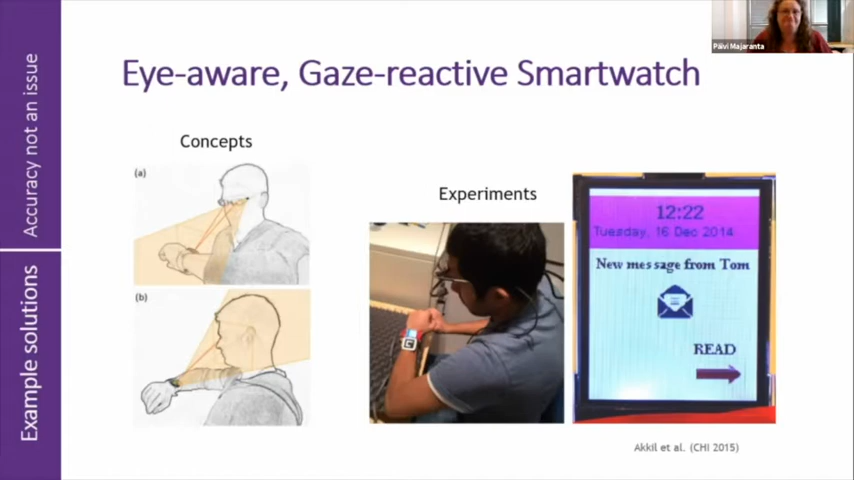 Päivi Majaranta
Eye-aware, Gaze-reactive Smartwatch
Accuracy not an issue
Example solutions
Concepts
(a)
(b)
Experiments
12:22
Tuesday, 16 Dec 2014
New message from Tom
READ
Akkil et al. (CHI 2015)